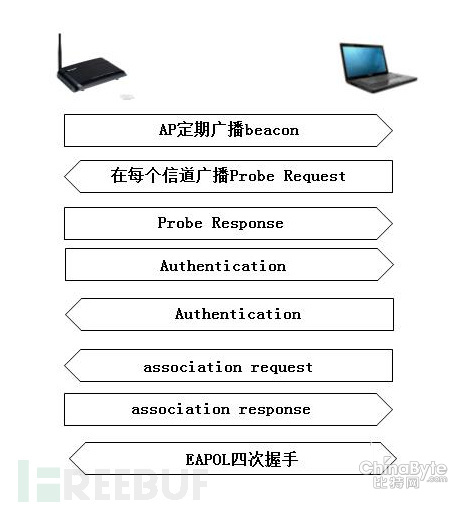 AP定期广播beacon
在每个信道广播Probe Request
Probe Response
Authentication
Authentication
association request
association response
EAPOL四次握手
ChinaByte
比特网
FREEBUF